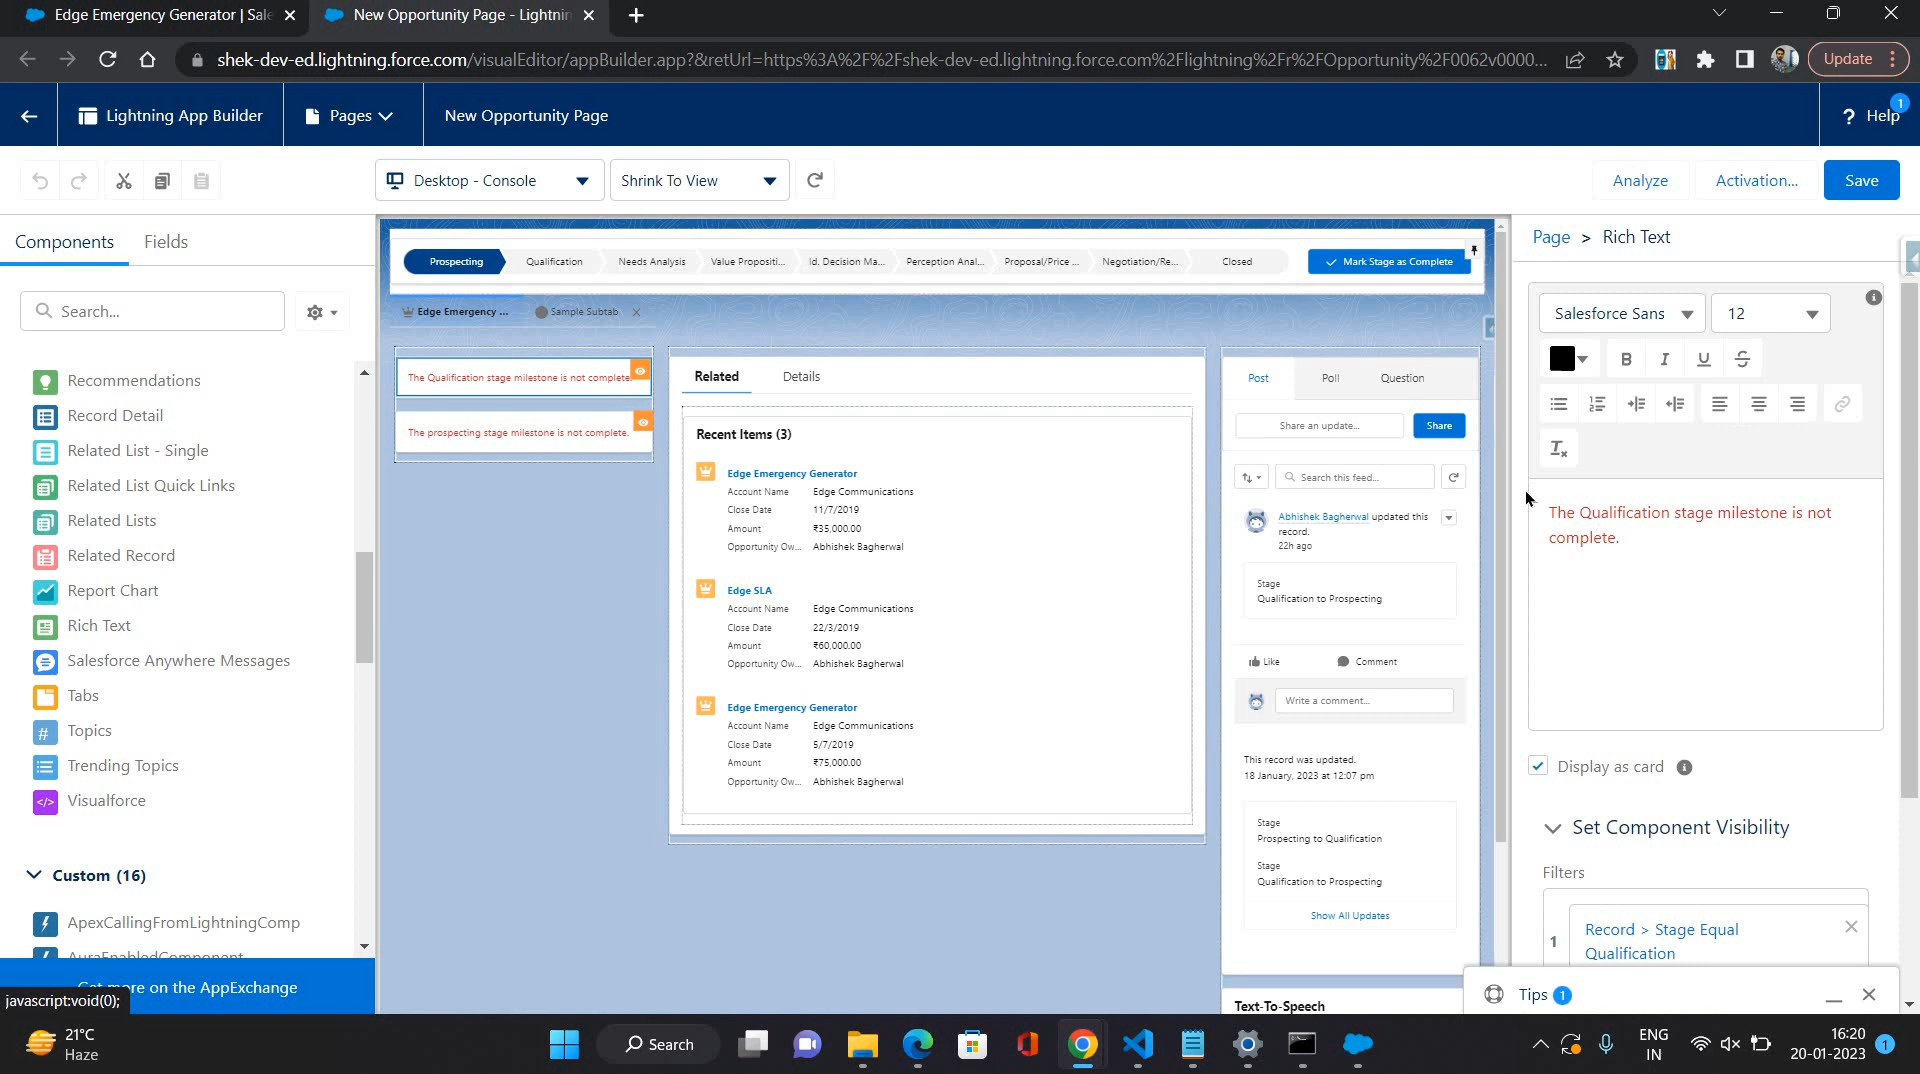 Edge Emergency Generator | Sale
New Opportunity Page - Lightnin
shek-dev-ed.lightning.force.com/visualEditor/appBuilder.app?&retUrl=https%3A%2F%2Fshek-dev-ed.lightning.force.com%2Flightning%2Fr%2FOpportunity%2F0062v0000...
Update
Lightning App Builder
Pages
New Opportunity Page
? Help
1
Desktop - Console
Shrink To View
Analyze
Activation...
Save
Components
Fields
Search...
Recommendations
Record Detail
Related List - Single
Related List Quick Links
Related Lists
Related Record
Report Chart
Rich Text
Salesforce Anywhere Messages
Tabs
Topics
Trending Topics
Visualforce
Custom (16)
ApexCallingFromLightningComp
AuraEnabledComponent
Get more on the AppExchange
javascript:void(0);
Prospecting
Qualification
Needs Analysis
Value Propositi...
Id. Decision Ma...
Perception Anal...
Proposal/Price ...
Negotiation/Re...
Closed
Mark Stage as Complete
Edge Emergency ...
Sample Subtab
The Qualification stage milestone is not complete.
The prospecting stage milestone is not complete.
Related
Details
Recent Items (3)
Edge Emergency Generator
Account Name Edge Communications
Close Date 11/7/2019
Amount ₹35,000.00
Opportunity Ow... Abhishek Bagherwal
Edge SLA
Account Name Edge Communications
Close Date 22/3/2019
Amount ₹60,000.00
Opportunity Ow... Abhishek Bagherwal
Edge Emergency Generator
Account Name Edge Communications
Close Date 5/7/2019
Amount ₹75,000.00
Opportunity Ow... Abhishek Bagherwal
Post
Poll
Question
Share an update...
Share
Search this feed...
Abhishek Bagherwal updated this
record.
22h ago
Stage
Qualification to Prospecting
Like
Comment
Write a comment...
This record was updated.
18 January, 2023 at 12:07 pm
Stage
Prospecting to Qualification
Stage
Qualification to Prospecting
Show All Updates
Text-To-Speech
Page > Rich Text
Salesforce Sans
12
B I U S
The Qualification stage milestone is not
complete.
Display as card
Set Component Visibility
Filters
1
Record > Stage Equal
Qualification
Tips 1
21°C
Haze
Search
ENG
IN
16:20
20-01-2023
1